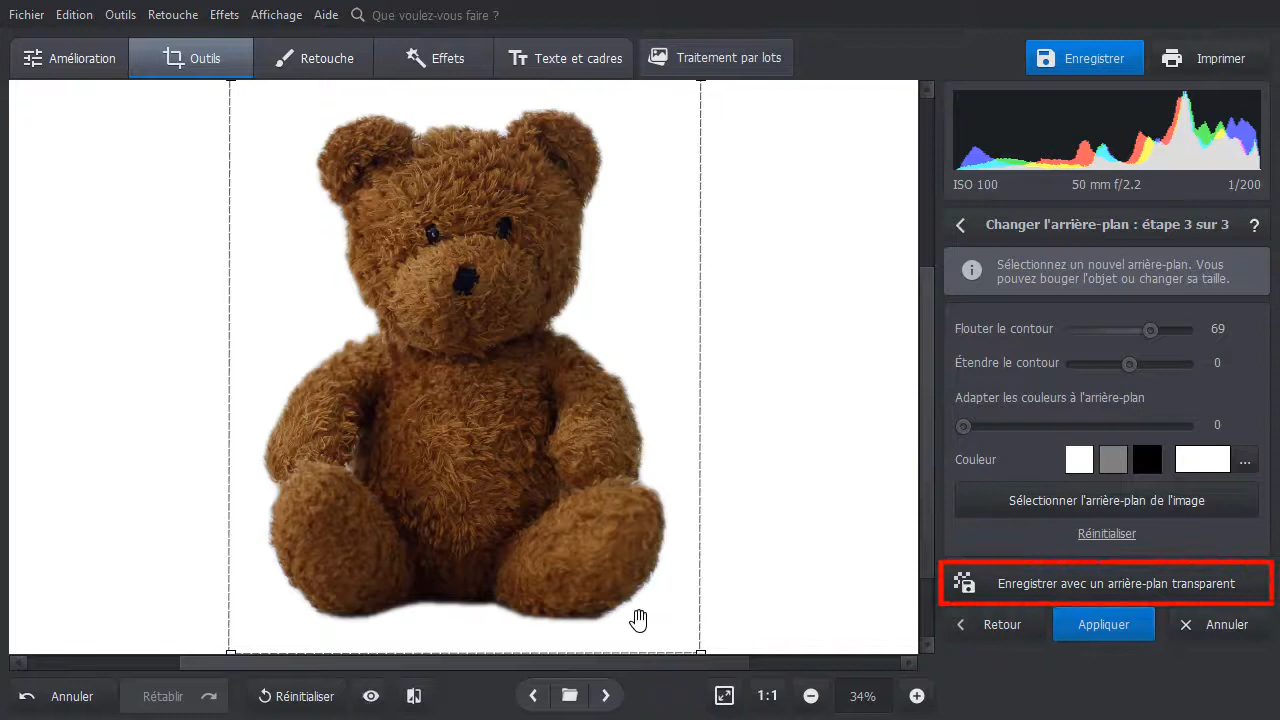 Fichier Edition Outils Retouche Effets Affichage Aide Que voulez-vous faire ?
Amélioration Outils Retouche Effets Texte et cadres Traitement par lots Enregistrer Imprimer
ISO 100 50 mm f/2.2 1/200
Changer l'arrière-plan : étape 3 sur 3 ?
Sélectionnez un nouvel arrière-plan. Vous
pouvez bouger l'objet ou changer sa taille.
Flouter le contour 69
Étendre le contour 0
Adapter les couleurs à l'arrière-plan
0
Couleur ...
Sélectionner l'arrière-plan de l'image
Réinitialiser
Enregistrer avec un arrière-plan transparent
Retour Appliquer Annuler
Annuler Rétablir Réinitialiser 1:1 34%